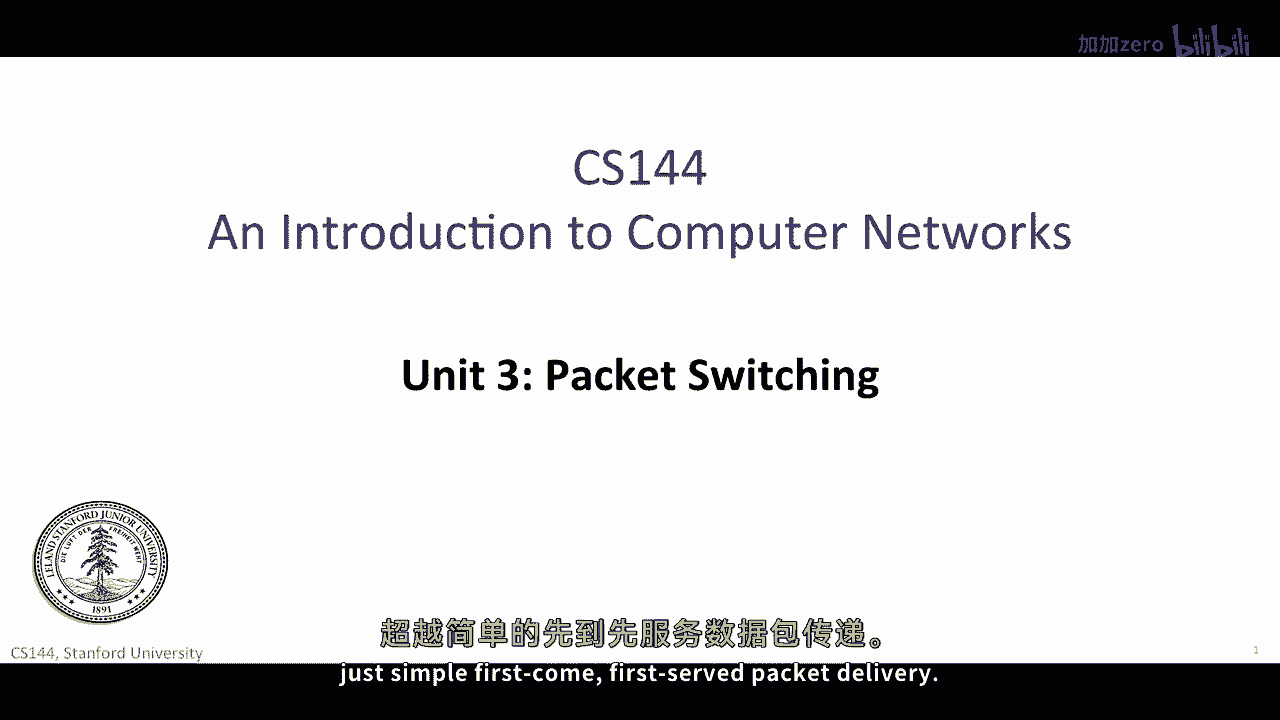 加加zero bilibili
CS144
An Introduction to Computer Networks
Unit 3: Packet Switching
LELAND STANFORD JUNIOR UNIVERSITY
DIE LUFT DER FREIHEIT WEHT
1891
超越简单的先到先服务数据包传递。
CS144, Stanford University
1
just simple first-come, first-served packet delivery.